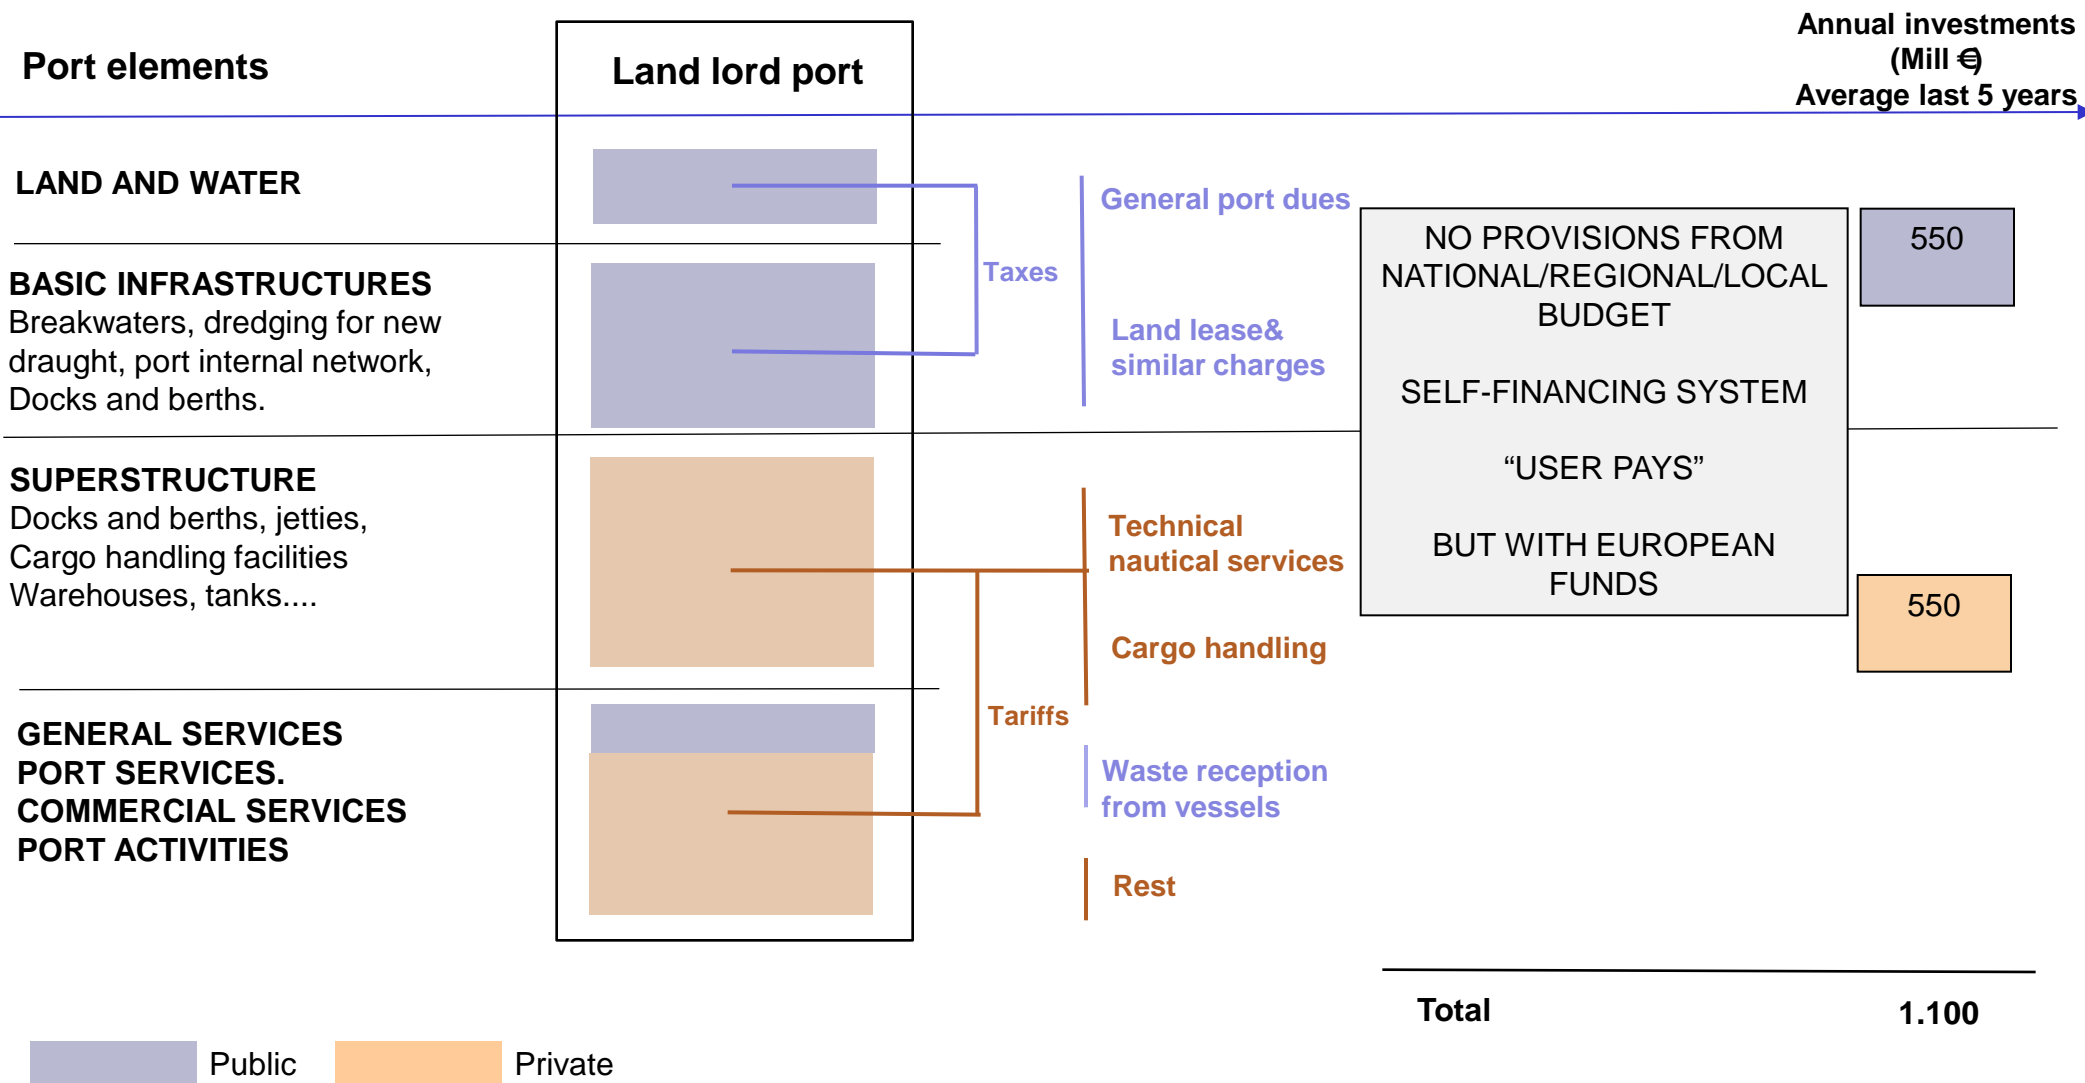 Port elements
Land lord port
Annual investments
(Mill €)
Average last 5 years
LAND AND WATER
General port dues
Taxes
Land lease&
similar charges
BASIC INFRASTRUCTURES
Breakwaters, dredging for new
draught, port internal network,
Docks and berths.
NO PROVISIONS FROM
NATIONAL/REGIONAL/LOCAL
BUDGET
SELF-FINANCING SYSTEM
“USER PAYS”
BUT WITH EUROPEAN
FUNDS
550
SUPERSTRUCTURE
Docks and berths, jetties,
Cargo handling facilities
Warehouses, tanks....
Technical
nautical services
Cargo handling
550
Tariffs
GENERAL SERVICES
PORT SERVICES.
COMMERCIAL SERVICES
PORT ACTIVITIES
Waste reception
from vessels
Rest
Total 1.100
Public Private